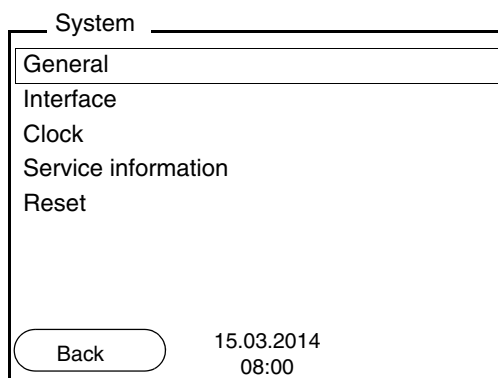 System
General
Interface
Clock
Service information
Reset
Back
15.03.2014
08:00